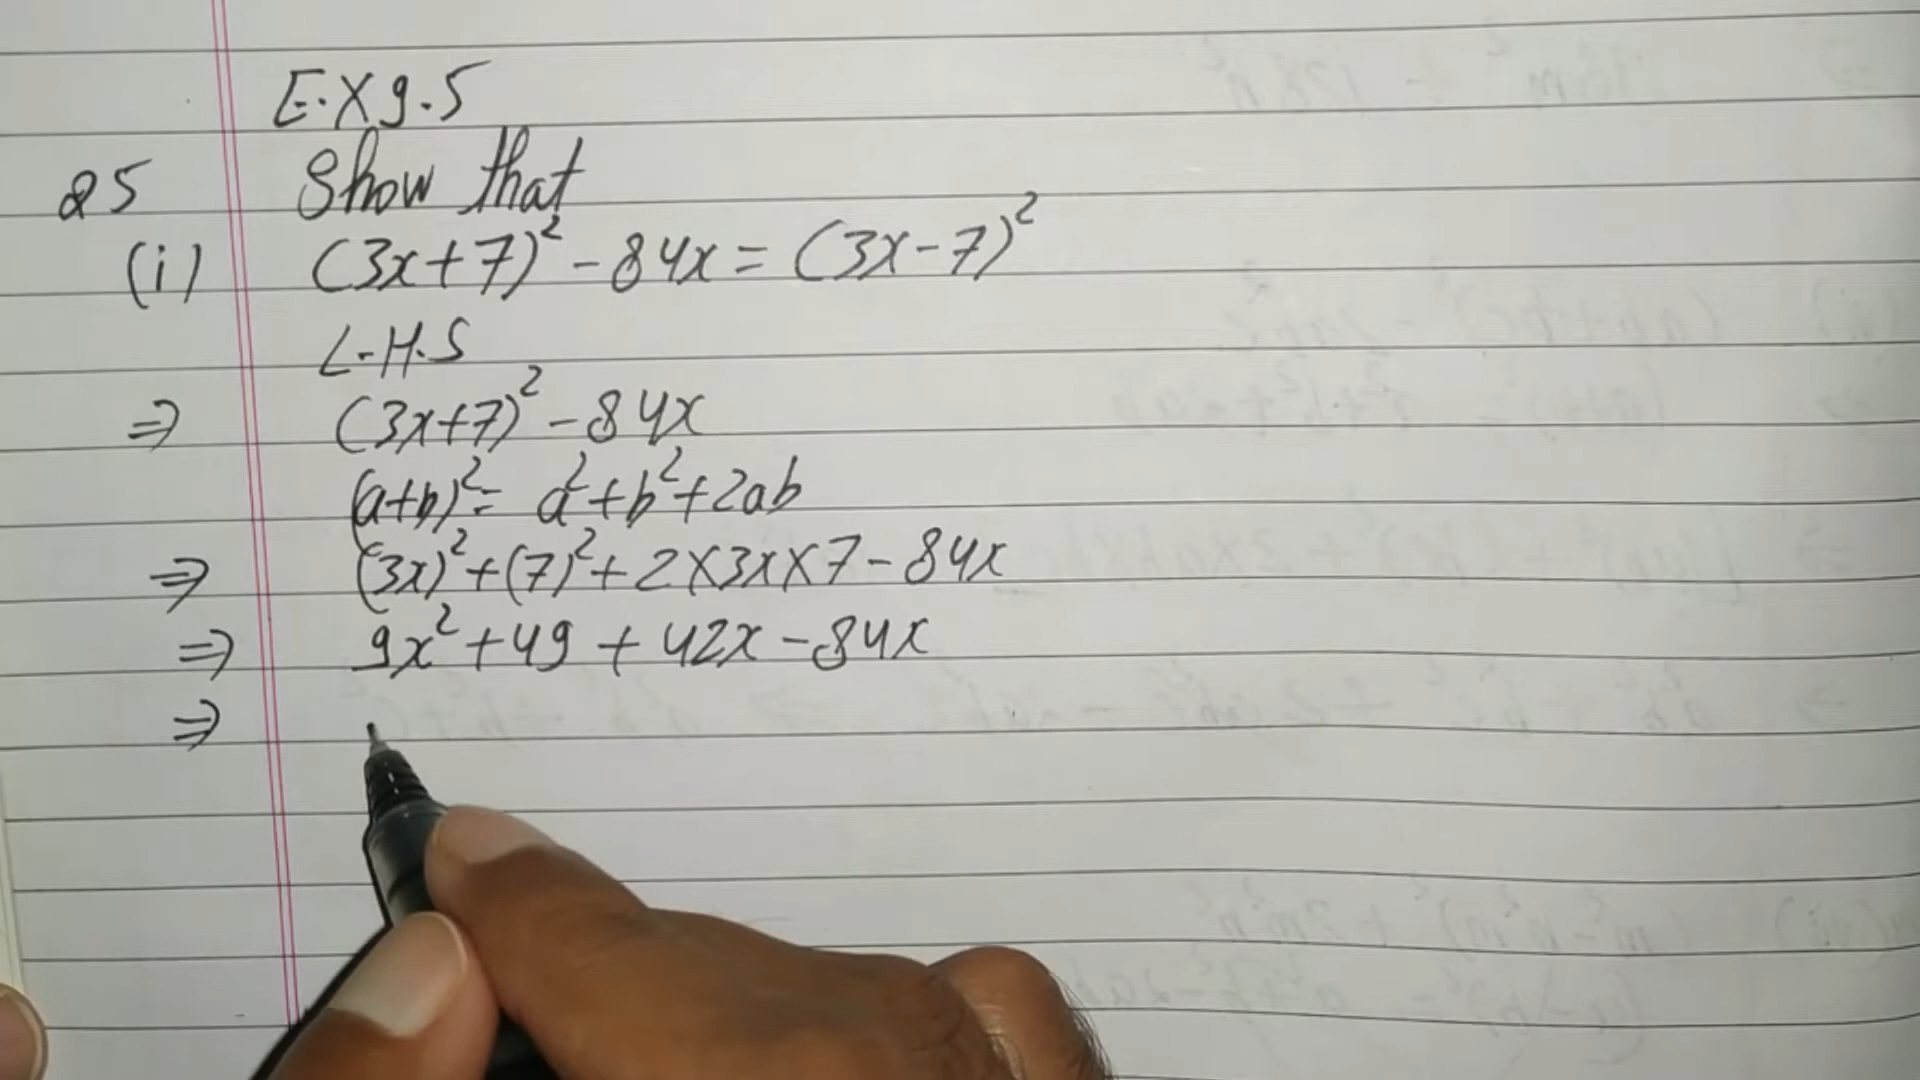 E.X 9.5
Q5 Show that
(i) (3x+7)² - 84x = (3x-7)²
L.H.S
⇒ (3x+7)² - 84x
(a+b)² = a²+b²+2ab
⇒ (3x)²+(7)²+2×3x×7-84x
⇒ 9x²+49+42x-84x
⇒